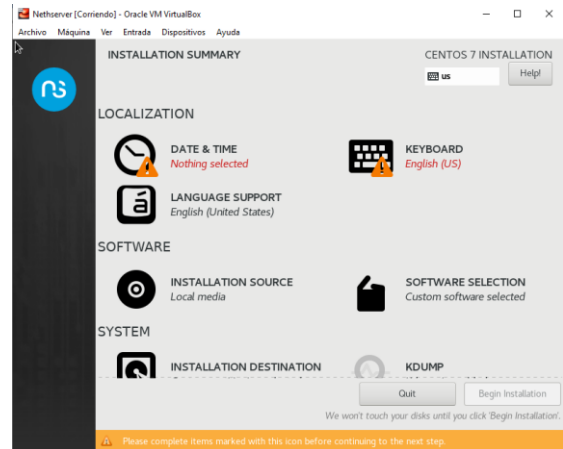 Nethserver [Corriendo] - Oracle VM VirtualBox
Archivo Máquina Ver Entrada Dispositivos Ayuda
INSTALLATION SUMMARY
CENTOS 7 INSTALLATION
us
Help!
LOCALIZATION
DATE & TIME
Nothing selected
KEYBOARD
English (US)
LANGUAGE SUPPORT
English (United States)
SOFTWARE
INSTALLATION SOURCE
Local media
SOFTWARE SELECTION
Custom software selected
SYSTEM
INSTALLATION DESTINATION
KDUMP
Quit
Begin Installation
We won't touch your disks until you click 'Begin Installation'.
Please complete items marked with this icon before continuing to the next step.